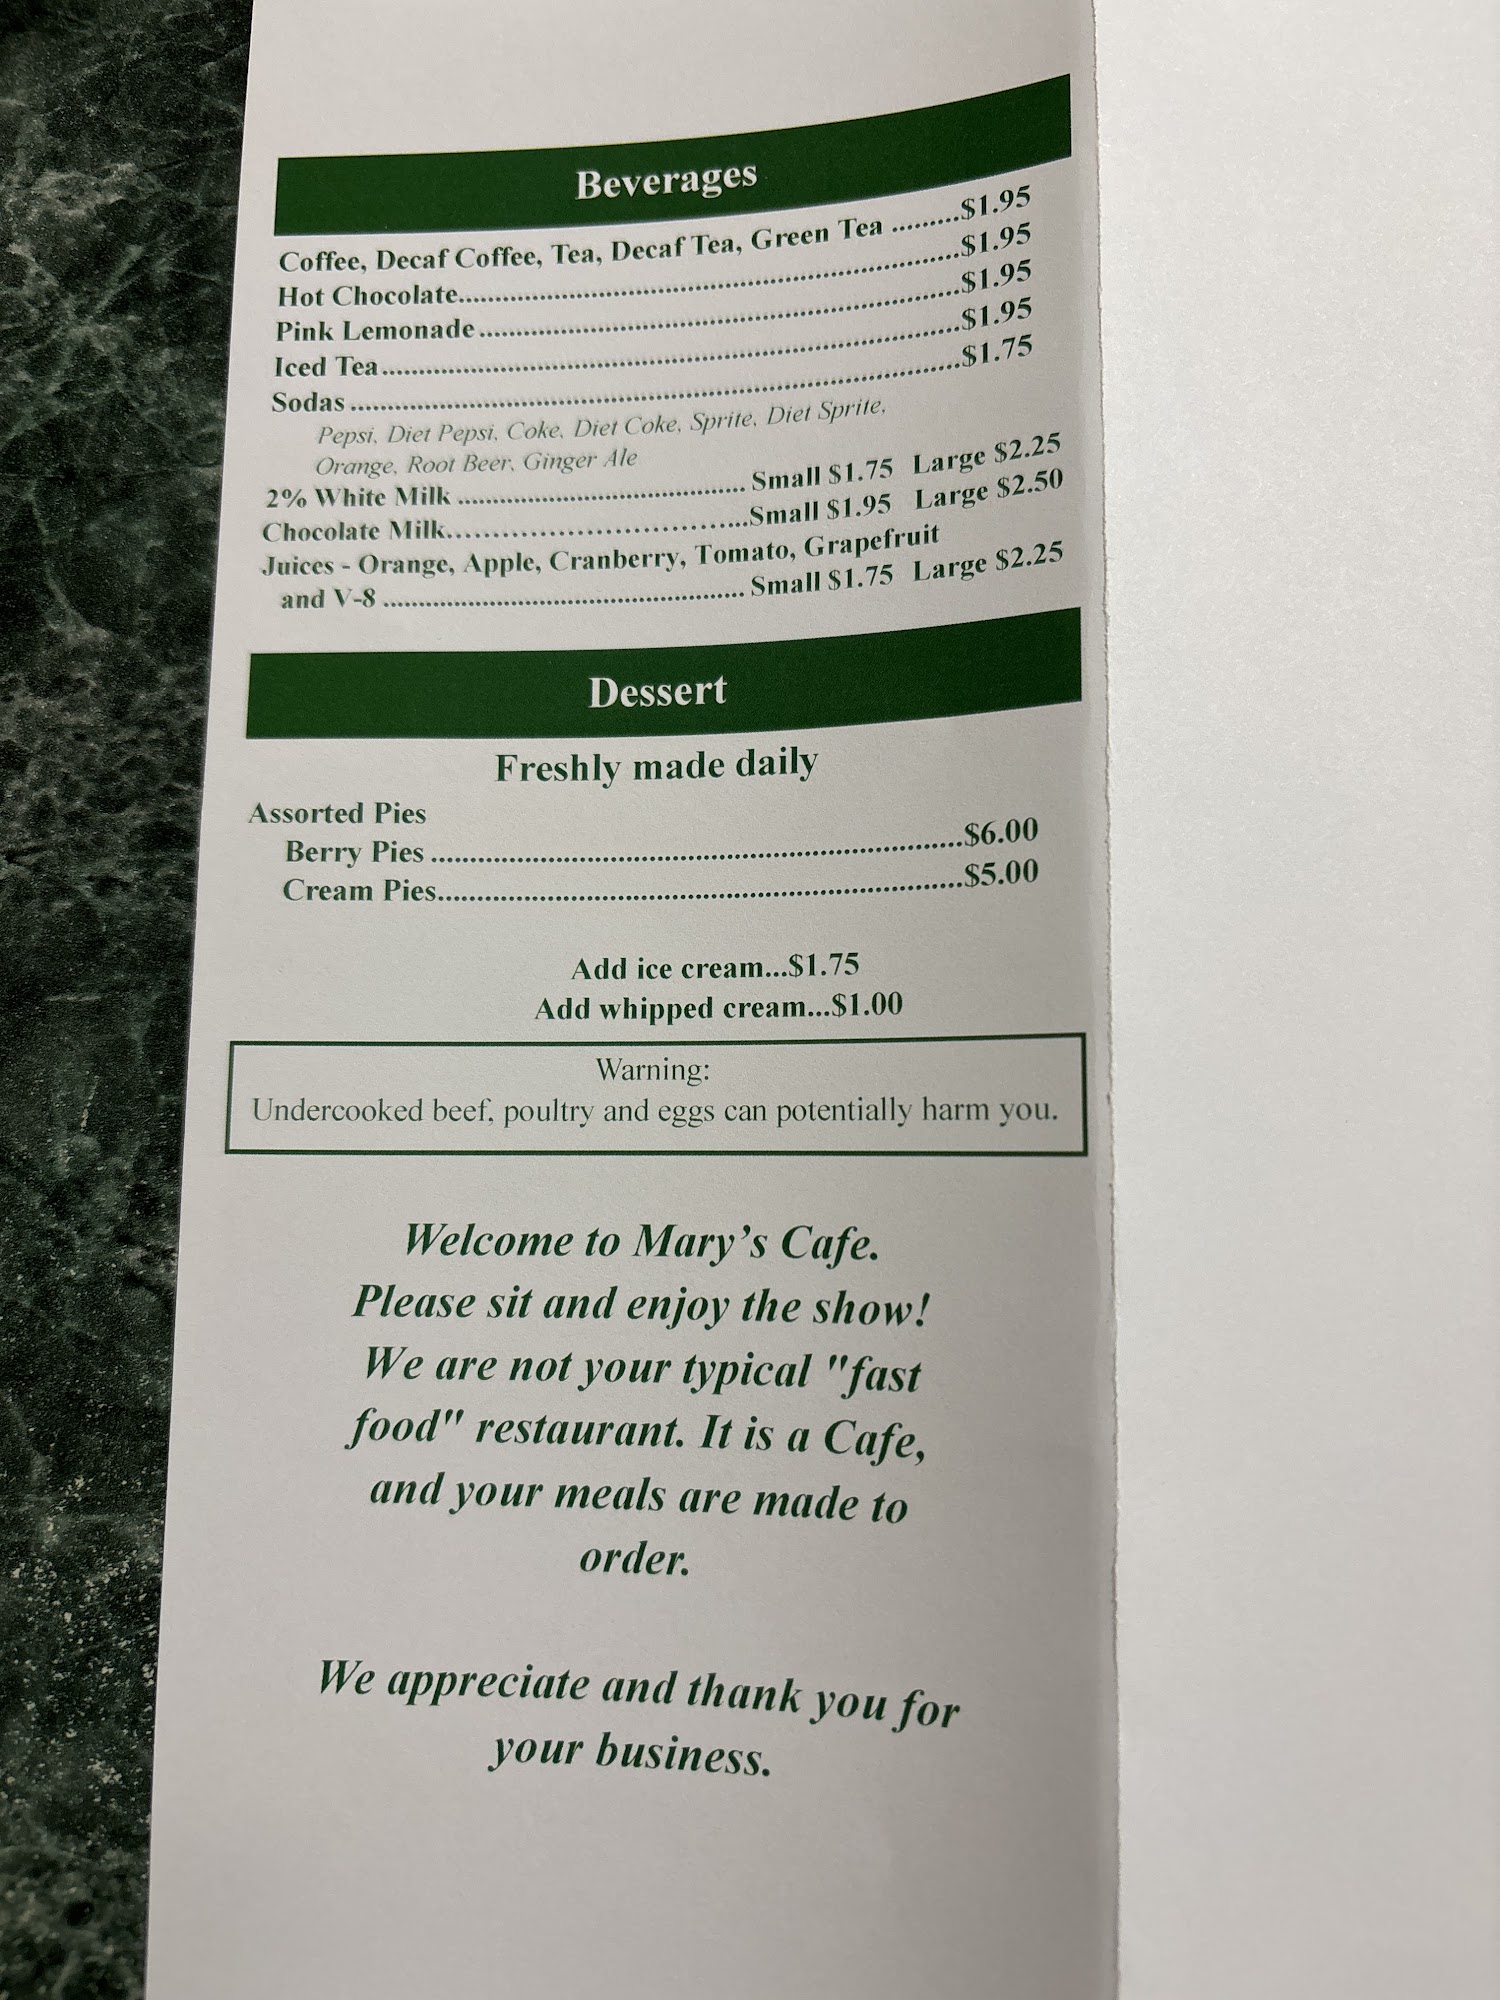 Beverages
Coffee, Decaf Coffee, Tea, Decaf Tea, Green Tea .........$1.95
Hot Chocolate....................................................................$1.95
Pink Lemonade.................................................................$1.95
Iced Tea..............................................................................$1.95
Sodas...................................................................................$1.75
Pepsi, Diet Pepsi, Coke, Diet Coke, Sprite, Diet Sprite,
Orange, Root Beer, Ginger Ale
2% White Milk ........................................ Small $1.75 Large $2.25
Chocolate Milk........................................Small $1.95 Large $2.50
Juices - Orange, Apple, Cranberry, Tomato, Grapefruit
and V-8 .................................................. Small $1.75 Large $2.25
Dessert
Freshly made daily
Assorted Pies
Berry Pies .....................................................................$6.00
Cream Pies....................................................................$5.00
Add ice cream...$1.75
Add whipped cream...$1.00
Warning:
Undercooked beef, poultry and eggs can potentially harm you.
Welcome to Mary's Cafe.
Please sit and enjoy the show!
We are not your typical "fast
food" restaurant. It is a Cafe,
and your meals are made to
order.
We appreciate and thank you for
your business.